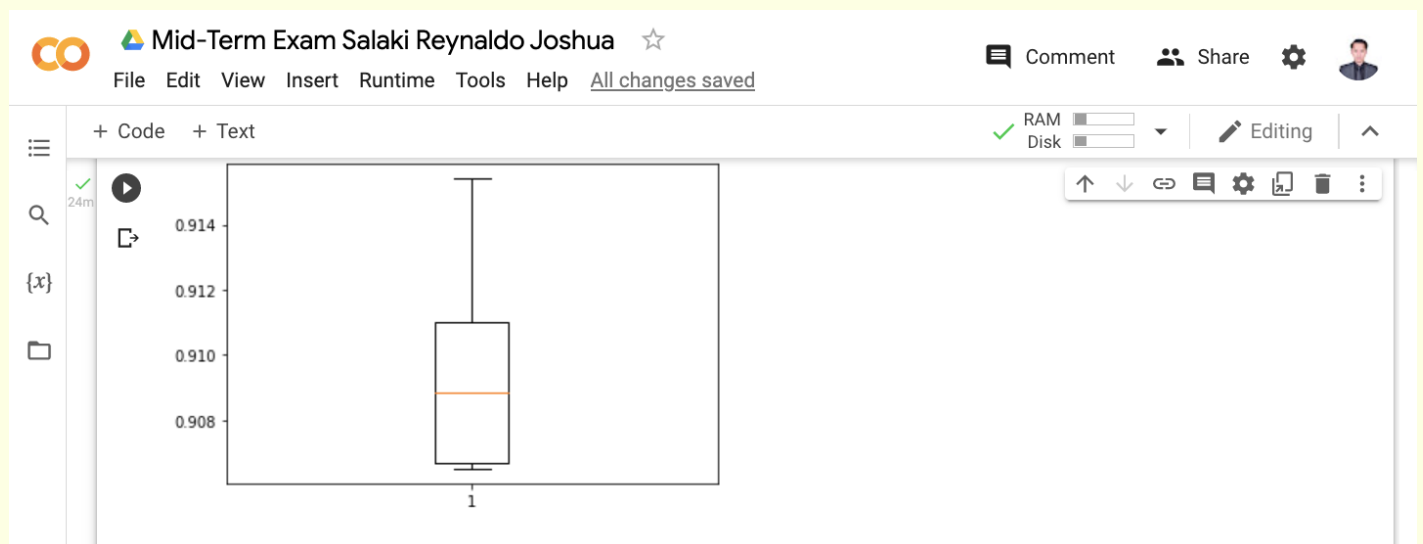 Mid-Term Exam Salaki Reynaldo Joshua
File Edit View Insert Runtime Tools Help All changes saved
Comment Share
+ Code + Text
RAM
Disk
Editing
24m
{x}
0.914
0.912
0.910
0.908
1